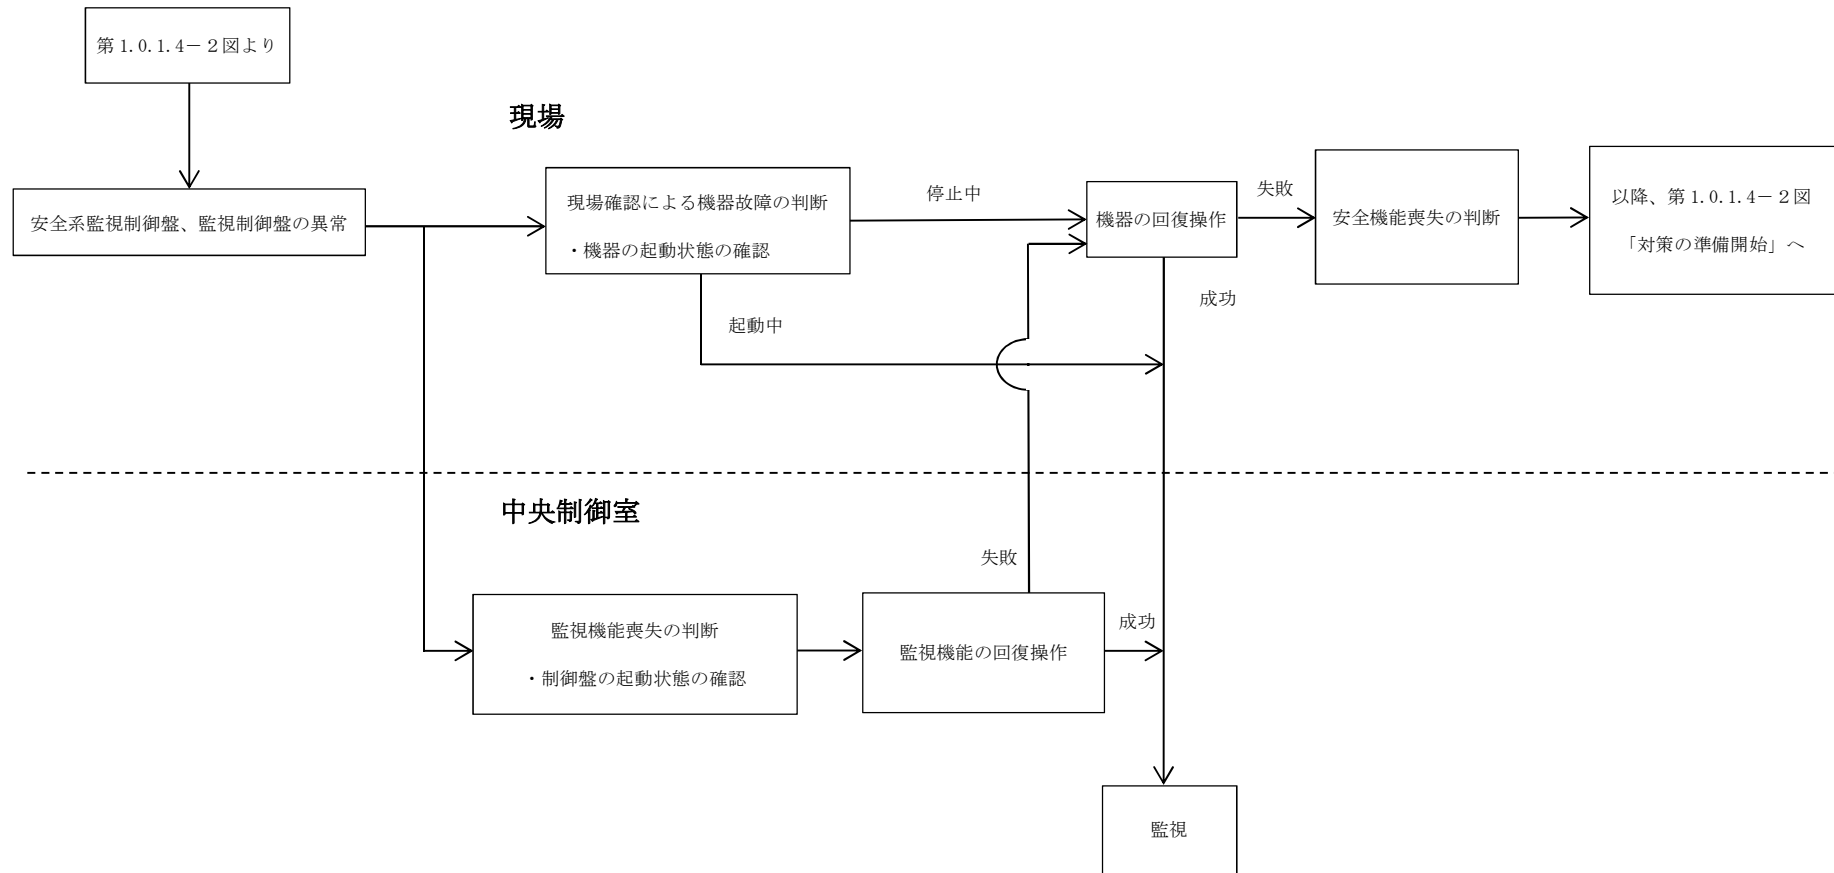 第1.0.1.4－２図より
現場
安全系監視制御盤、監視制御盤の異常
現場確認による機器故障の判断
・機器の起動状態の確認
停止中
起動中
機器の回復操作
失敗
成功
安全機能喪失の判断
以降、第1.0.1.4－２図
「対策の準備開始」へ
中央制御室
監視機能喪失の判断
・制御盤の起動状態の確認
失敗
監視機能の回復操作
成功
監視